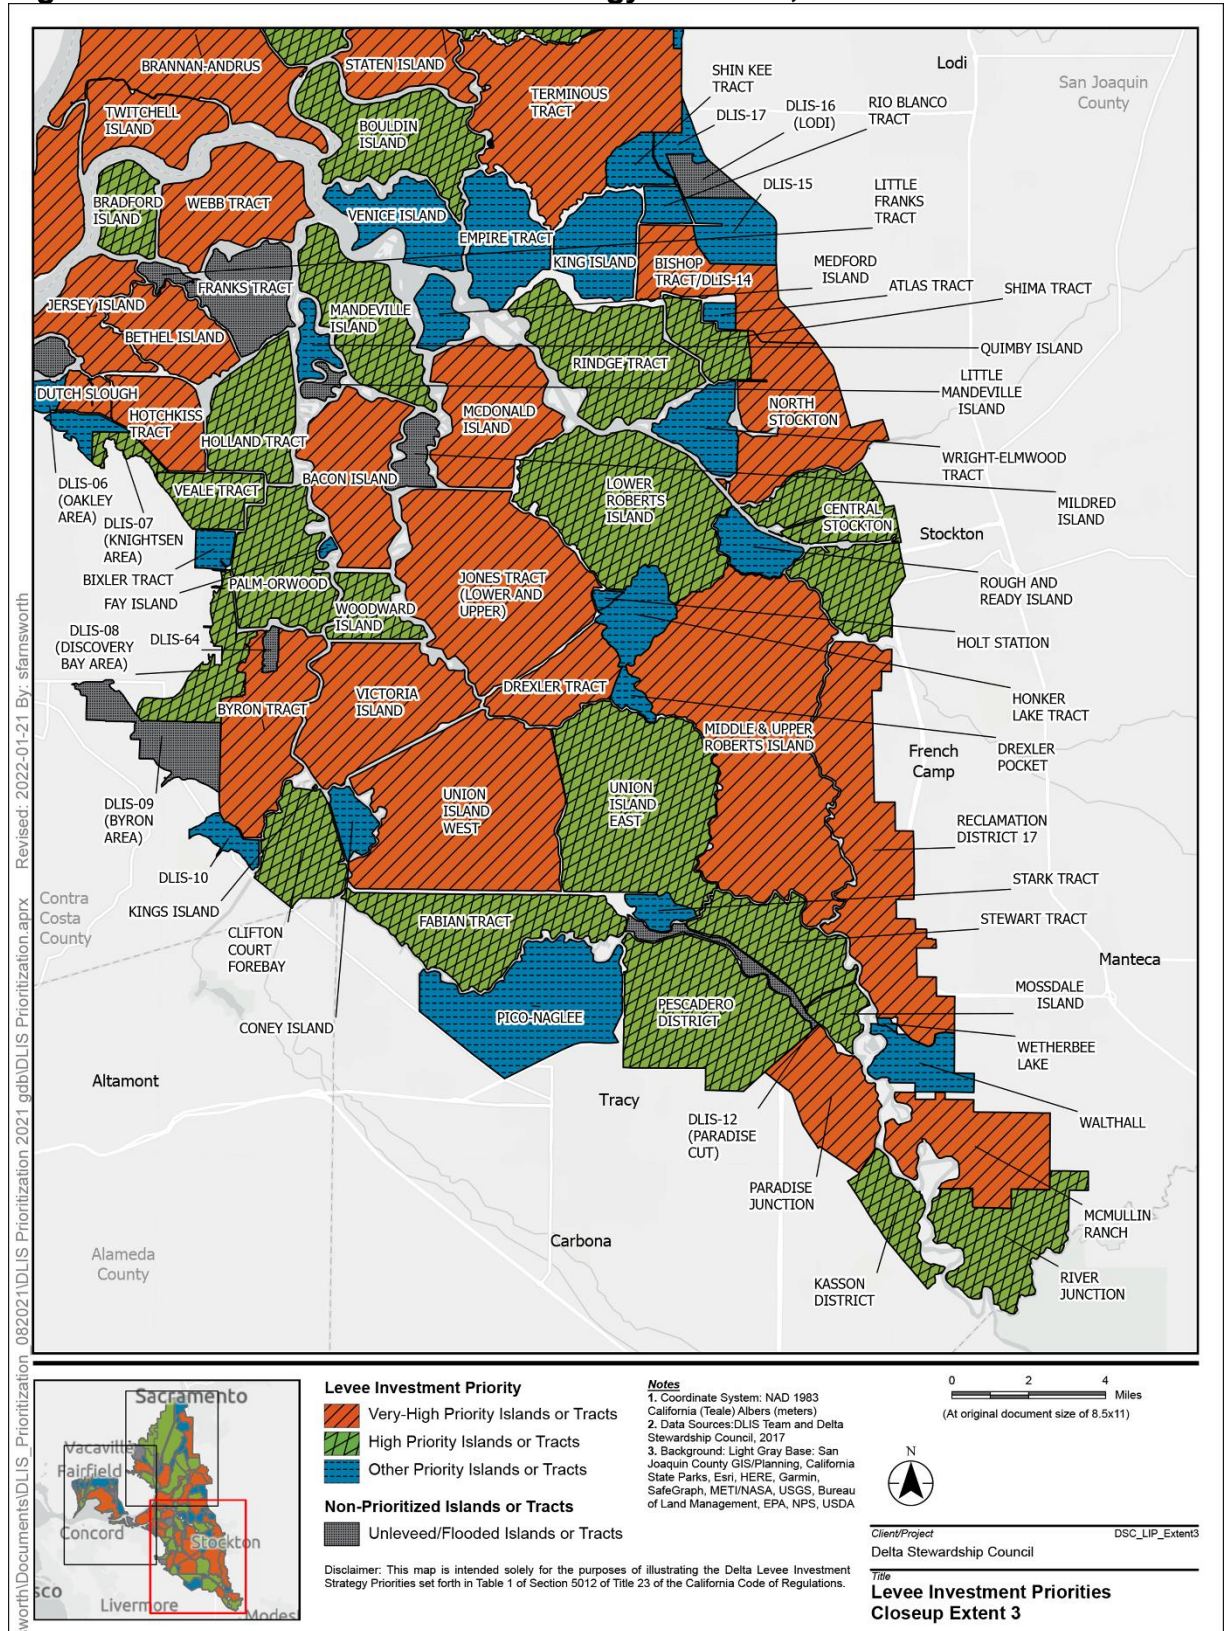 BRANNAN-ANDRUS
STATEN ISLAND
TERMINOUS
TRACT
TWITCHELL
ISLAND
BOULDIN
ISLAND
SHIN KEE
TRACT
DLIS-17
DLIS-16
(LODI)
RIO BLANCO
TRACT
Lodi
San Joaquin
County
BRADFORD
ISLAND
WEBB TRACT
VENICE ISLAND
EMPIRE TRACT
KING ISLAND
BISHOP
TRACT/DLIS-14
DLIS-15
LITTLE
FRANKS
TRACT
MEDFORD
ISLAND
ATLAS TRACT
SHIMA TRACT
FRANKS TRACT
JERSEY ISLAND
BETHEL ISLAND
MANDEVILLE
ISLAND
RINDGE TRACT
QUIMBY ISLAND
LITTLE
MANDEVILLE
ISLAND
DUTCH SLOUGH
HOTCHKISS
TRACT
HOLLAND TRACT
MCDONALD
ISLAND
NORTH
STOCKTON
WRIGHT-ELMWOOD
TRACT
MILDRED
ISLAND
VEALE TRACT
BACON ISLAND
LOWER
ROBERTS
ISLAND
CENTRAL
STOCKTON
Stockton
DLIS-06
(OAKLEY
AREA)
DLIS-07
(KNIGHTSEN
AREA)
BIXLER TRACT
FAY ISLAND
PALM-ORWOOD
WOODWARD
ISLAND
JONES TRACT
(LOWER AND
UPPER)
ROUGH AND
READY ISLAND
HOLT STATION
DLIS-08
(DISCOVERY
BAY AREA)
DLIS-64
BYRON TRACT
VICTORIA
ISLAND
DREXLER TRACT
MIDDLE & UPPER
ROBERTS ISLAND
HONKER
LAKE TRACT
DREXLER
POCKET
French
Camp
DLIS-09
(BYRON
AREA)
UNION
ISLAND
WEST
UNION
ISLAND
EAST
RECLAMATION
DISTRICT 17
DLIS-10
KINGS ISLAND
CLIFTON
COURT
FOREBAY
CONEY ISLAND
Contra
Costa
County
FABIAN TRACT
STARK TRACT
STEWART TRACT
Manteca
PICO-NAGLEE
PESCADERO
DISTRICT
MOSSDALE
ISLAND
WETHERBEE
LAKE
WALTHALL
Altamont
Tracy
DLIS-12
(PARADISE
CUT)
PARADISE
JUNCTION
MCMULLIN
RANCH
RIVER
JUNCTION
KASSON
DISTRICT
Carbona
Alameda
County
sworth\Documents\DLIS_Prioritization_082021\DLIS Prioritization 2021 gdb\DLIS Prioritization.aprx Revised: 2022-01-21 By: sfarnsworth
Sacramento
Vacaville
Fairfield
Concord
Stockton
sco
Livermore
Modes
Levee Investment Priority
Very-High Priority Islands or Tracts
High Priority Islands or Tracts
Other Priority Islands or Tracts
Non-Prioritized Islands or Tracts
Unleveed/Flooded Islands or Tracts
Notes
1. Coordinate System: NAD 1983
California (Teale) Albers (meters)
2. Data Sources:DLIS Team and Delta
Stewardship Council, 2017
3. Background: Light Gray Base: San
Joaquin County GIS/Planning, California
State Parks, Esri, HERE, Garmin,
SafeGraph, METI/NASA, USGS, Bureau
of Land Management, EPA, NPS, USDA
Disclaimer: This map is intended solely for the purposes of illustrating the Delta Levee Investment
Strategy Priorities set forth in Table 1 of Section 5012 of Title 23 of the California Code of Regulations.
0 2 4 Miles
(At original document size of 8.5x11)
N
Client/Project DSC_LIP_Extent3
Delta Stewardship Council
Title
Levee Investment Priorities
Closeup Extent 3